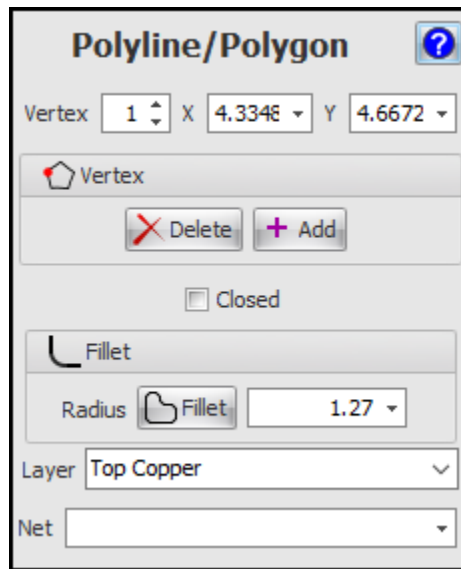 Polyline/Polygon ?
Vertex 1 X 4.3348 Y 4.6672
Vertex
Delete + Add
Closed
Fillet
Radius Fillet 1.27
Layer Top Copper
Net